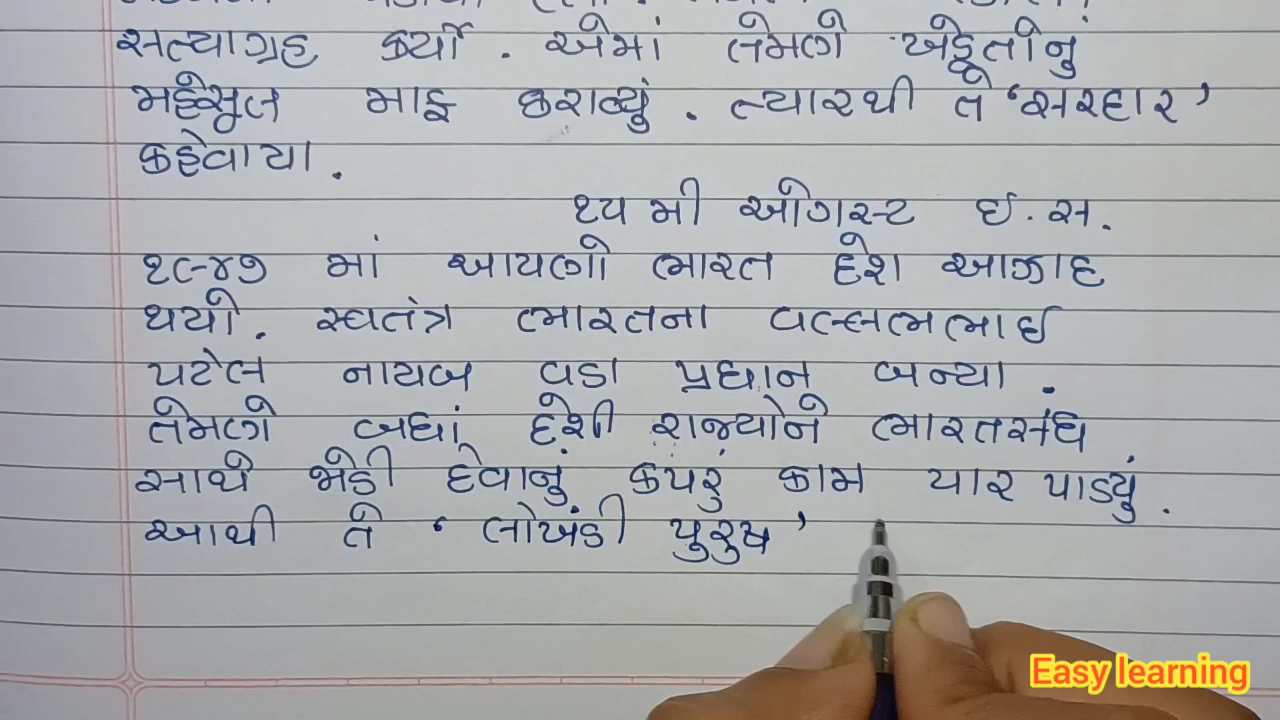 સત્યાગ્રહ કર્યો. એમાં તેમણે ખેડૂતોનું
મહેસૂલ માફ કરાવ્યું. ત્યારથી તે ‘સરદાર’
કહેવાયા.
૧૫ મી ઓગસ્ટ ઈ.સ.
૧૯૪૭ માં આપણો ભારત દેશ આઝાદ
થયો. સ્વતંત્ર ભારતના વલ્લભભાઈ
પટેલ નાયબ વડા પ્રધાન બન્યા.
તેમણે બધાં દેશી રાજ્યોને ભારતસંઘ
સાથે જોડી દેવાનું કપરું કામ પાર પાડ્યું.
આથી તે ‘લોખંડી પુરુષ’
Easy learning